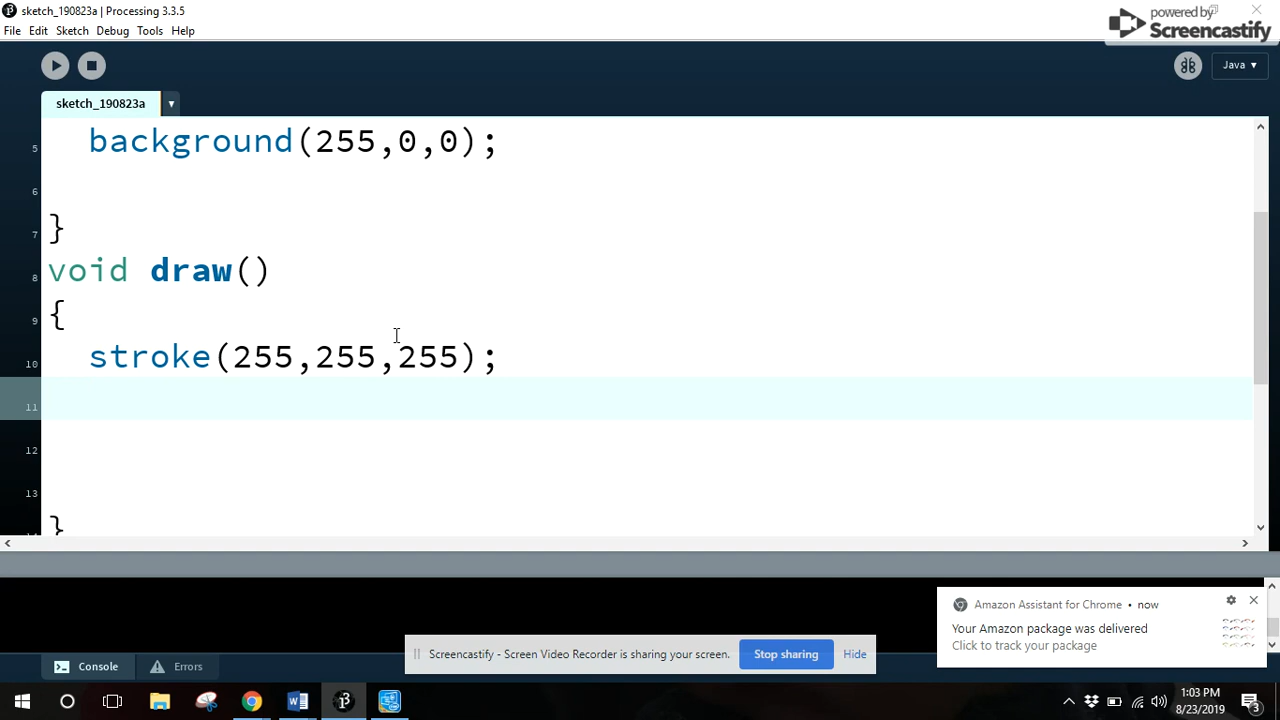 sketch_190823a | Processing 3.3.5
powered by
Screencastify
File Edit Sketch Debug Tools Help
Java ▾
sketch_190823a ▾
5 background(255,0,0);
6
7 }
8 void draw()
9 {
10 stroke(255,255,255);
11
12
13
}
Amazon Assistant for Chrome • now
Your Amazon package was delivered
Click to track your package
Screencastify - Screen Video Recorder is sharing your screen. Stop sharing Hide
Console Errors
1:03 PM
8/23/2019
3